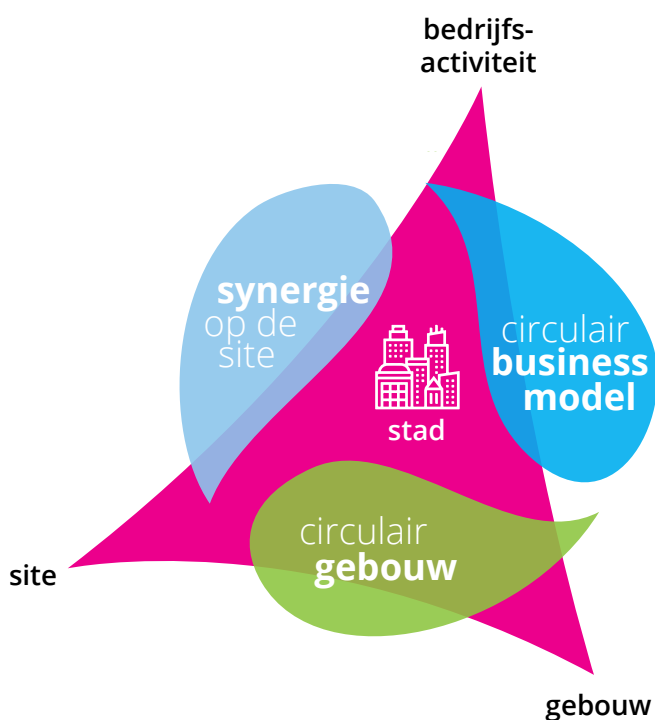 bedrijfs-
activiteit
synergie
op de
site
circulair
business
model
stad
circulair
gebouw
site
gebouw